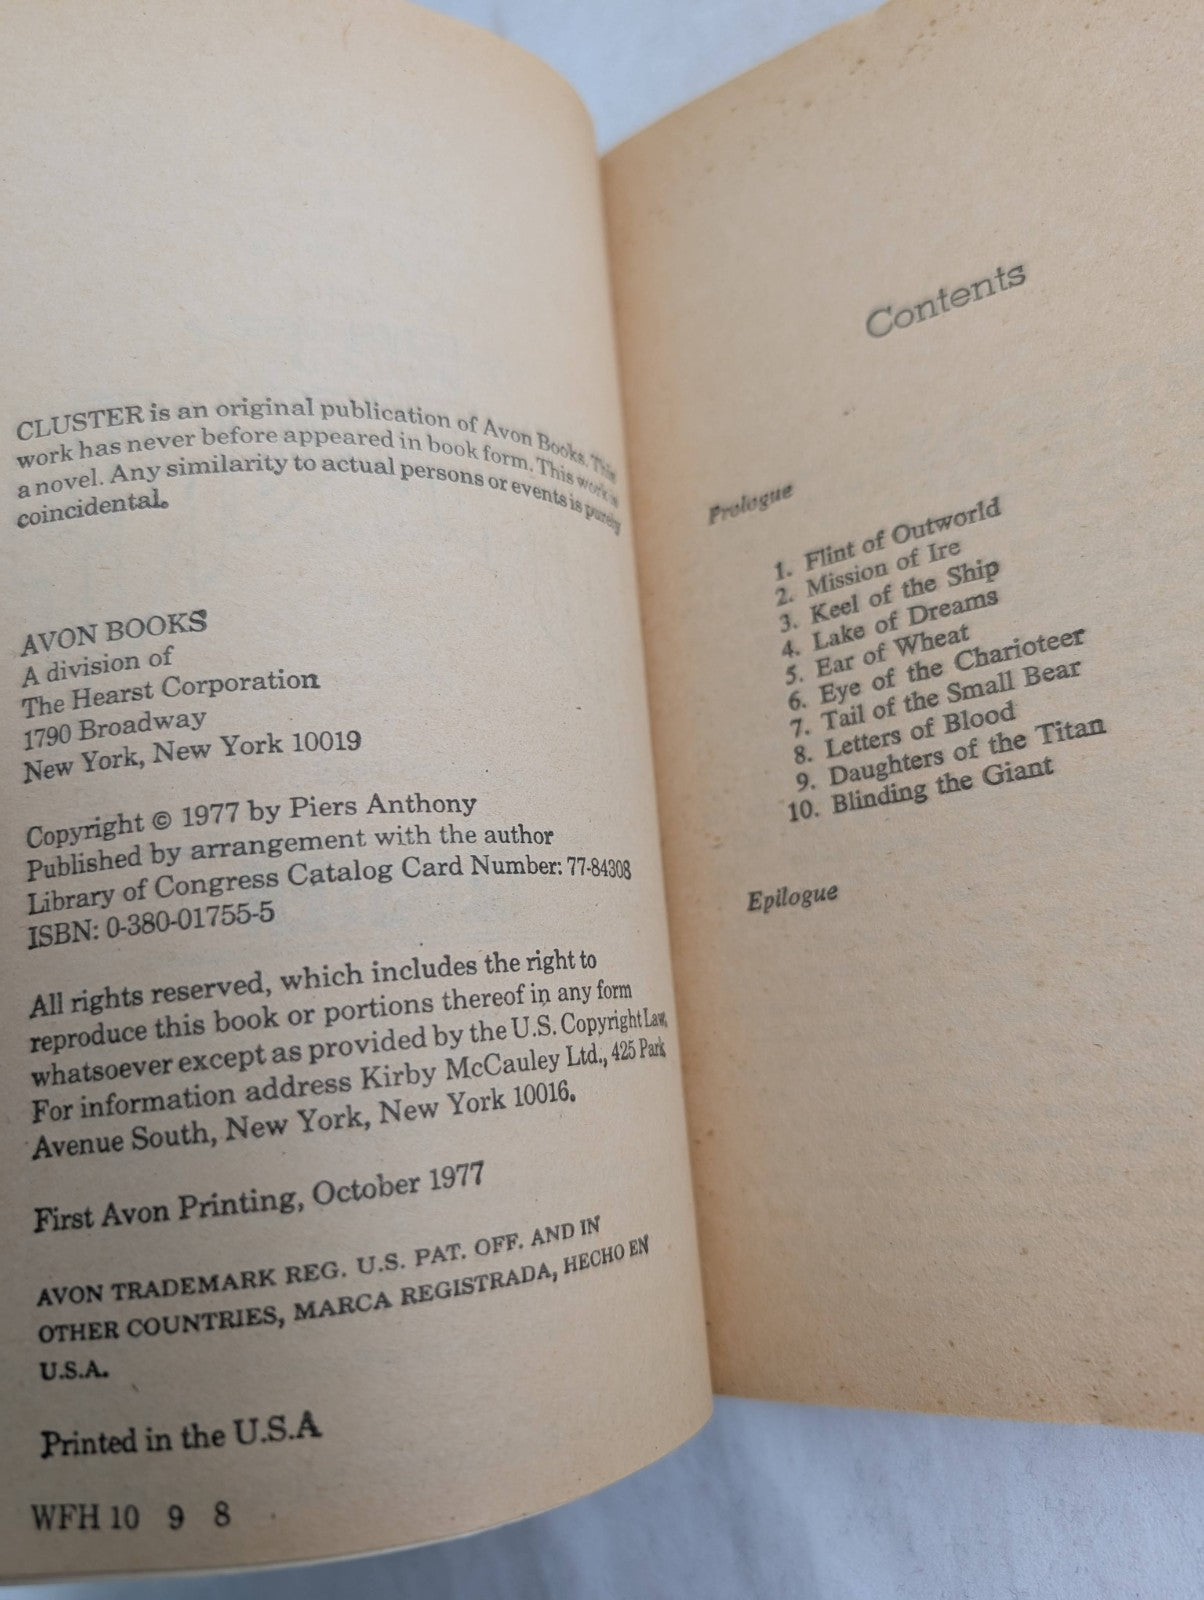 CLUSTER is an original publication of Avon Books. This
work has never before appeared in book form. This work is
a novel. Any similarity to actual persons or events is purely
coincidental.
AVON BOOKS
A division of
The Hearst Corporation
1790 Broadway
New York, New York 10019
Copyright © 1977 by Piers Anthony
Published by arrangement with the author
Library of Congress Catalog Card Number: 77-84308
ISBN: 0-380-01755-5
All rights reserved, which includes the right to
reproduce this book or portions thereof in any form
whatsoever except as provided by the U.S. Copyright Law.
For information address Kirby McCauley Ltd., 425 Park
Avenue South, New York, New York 10016.
First Avon Printing, October 1977
AVON TRADEMARK REG. U.S. PAT. OFF. AND IN
OTHER COUNTRIES, MARCA REGISTRADA, HECHO EN
U.S.A.
Printed in the U.S.A
WFH 10 9 8
Contents
Prologue
1. Flint of Outworld
2. Mission of Ire
3. Keel of the Ship
4. Lake of Dreams
5. Ear of Wheat
6. Eye of the Charioteer
7. Tail of the Small Bear
8. Letters of Blood
9. Daughters of the Titan
10. Blinding the Giant
Epilogue